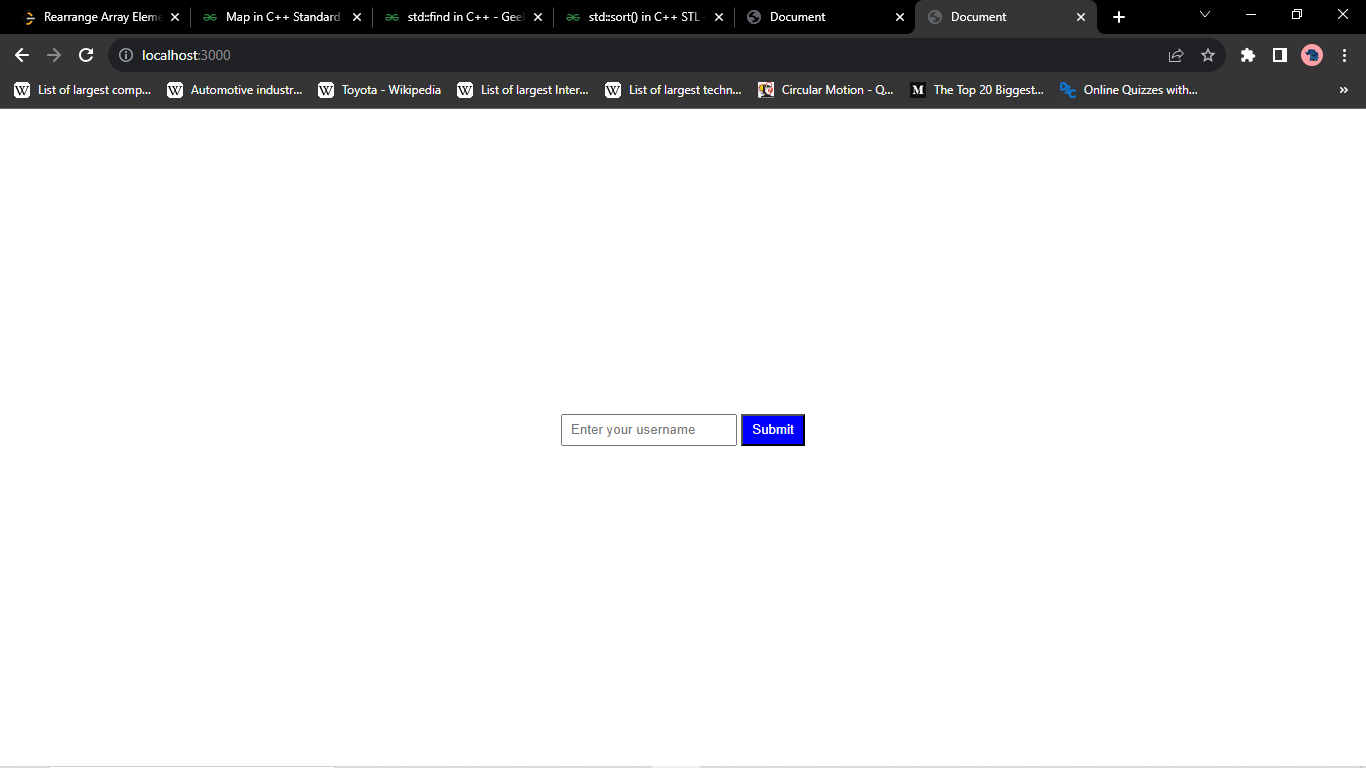 Rearrange Array Eleme
Map in C++ Standard
std::find in C++ - Geel
std::sort() in C++ STL -
Document
Document
localhost:3000
List of largest comp...
Automotive industr...
Toyota - Wikipedia
List of largest Inter...
List of largest techn...
Circular Motion - Q...
The Top 20 Biggest...
Online Quizzes with...
Enter your username
Submit